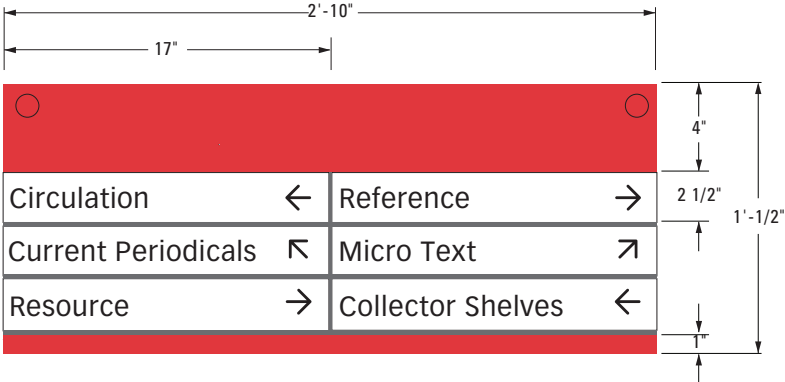 2'-10"
17"
4"
Circulation ← Reference →
2 1/2"
1'-1/2"
Current Periodicals ↖ Micro Text ↗
Resource → Collector Shelves ←
1"